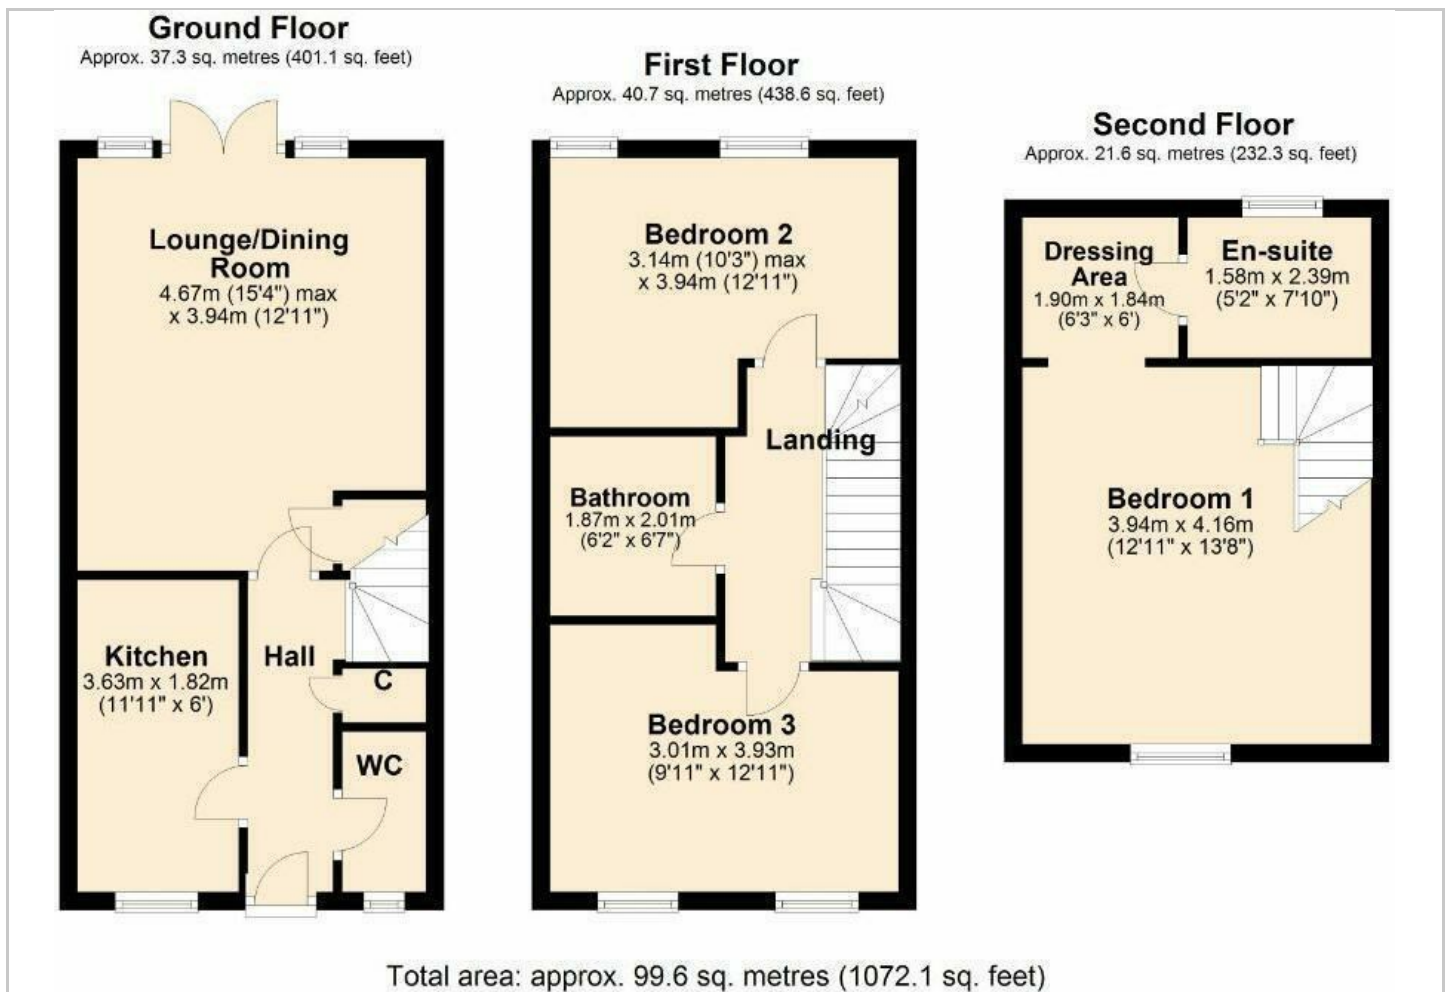 Ground Floor
Approx. 37.3 sq. metres (401.1 sq. feet)
Lounge/Dining
Room
4.67m (15'4") max
x 3.94m (12'11")
Kitchen
3.63m x 1.82m
(11'11" x 6')
Hall
C
WC
First Floor
Approx. 40.7 sq. metres (438.6 sq. feet)
Bedroom 2
3.14m (10'3") max
x 3.94m (12'11")
Landing
Bathroom
1.87m x 2.01m
(6'2" x 6'7")
Bedroom 3
3.01m x 3.93m
(9'11" x 12'11")
Second Floor
Approx. 21.6 sq. metres (232.3 sq. feet)
Dressing
Area
1.90m x 1.84m
(6'3" x 6')
En-suite
1.58m x 2.39m
(5'2" x 7'10")
Bedroom 1
3.94m x 4.16m
(12'11" x 13'8")
Total area: approx. 99.6 sq. metres (1072.1 sq. feet)